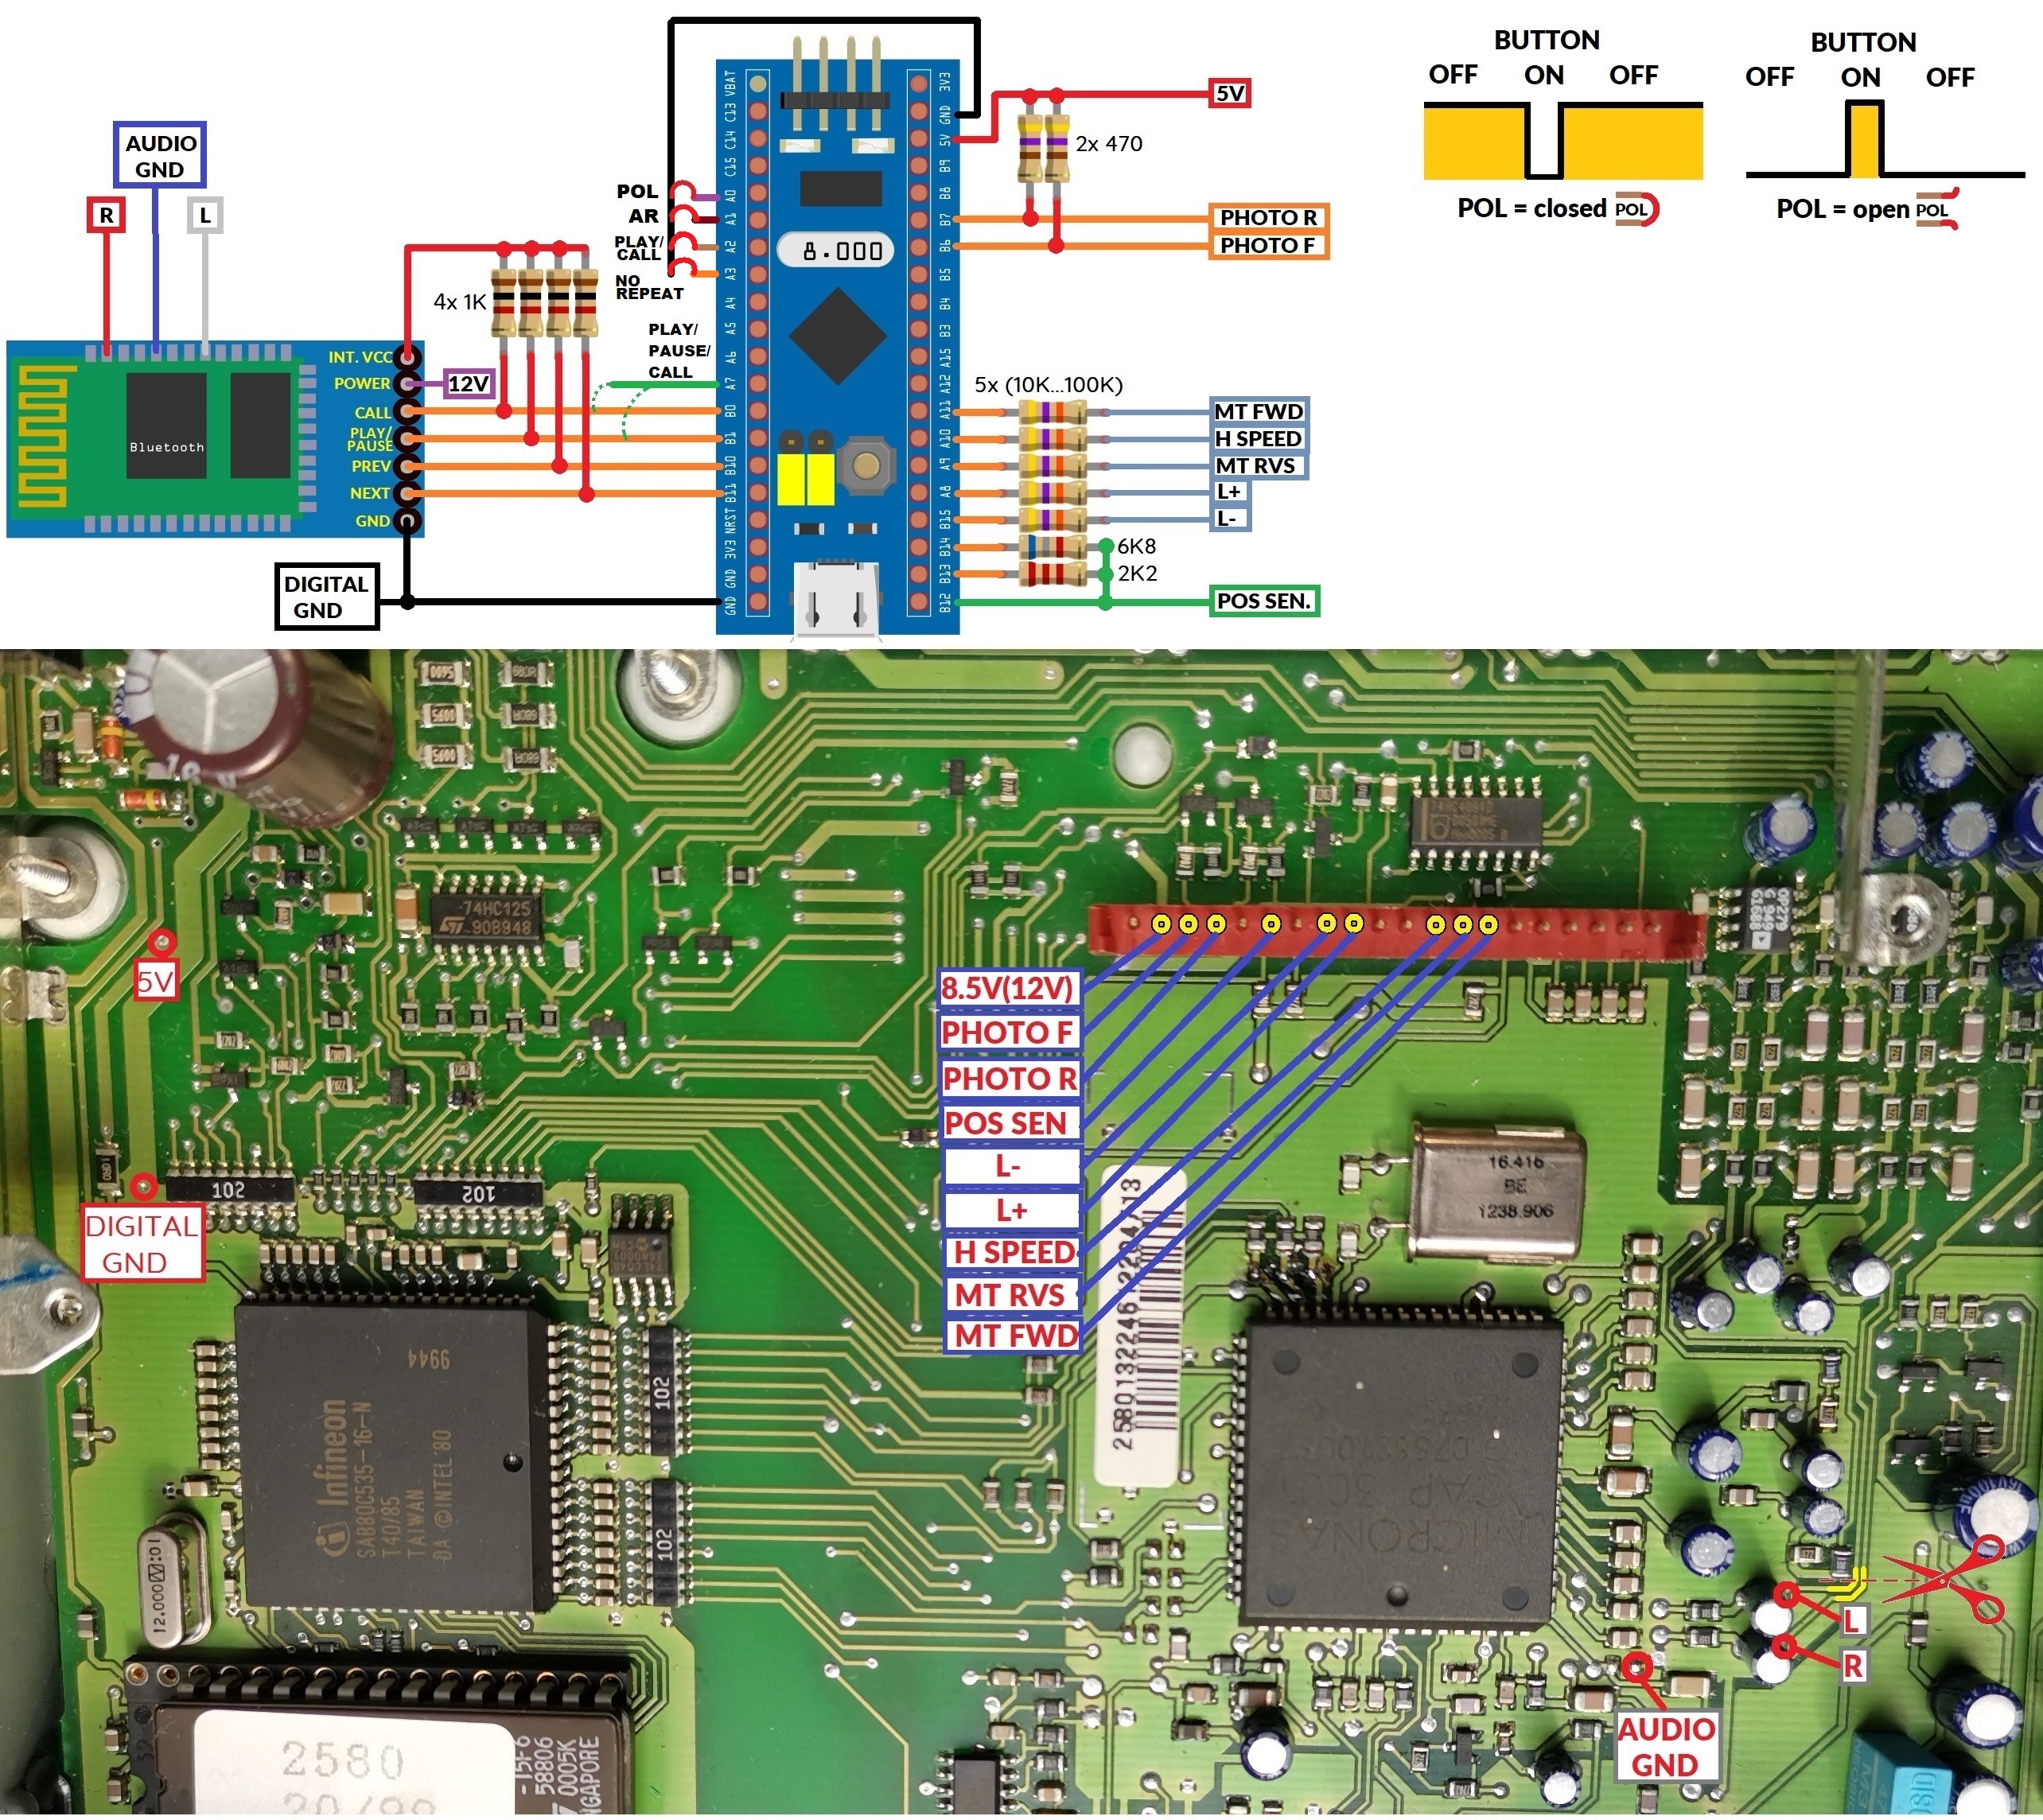 BUTTON
OFF ON OFF
POL = closed POL
BUTTON
OFF ON OFF
POL = open POL
AUDIO
GND
R
L
4x 1K
INT. VCC
POWER
CALL
PLAY/
PAUSE
PREV
NEXT
GND
12V
Bluetooth
DIGITAL
GND
POL
AR
PLAY/
CALL
NO
REPEAT
PLAY/
PAUSE/
CALL
VBAT
C13
C14
C15
A0
A1
A2
A3
A4
A5
A6
A7
B0
B1
B10
B11
NRST
3V3
GND
GND
8.000
3V3
GND
5V
B9
B8
B7
B6
B5
B4
B3
A15
A12
A11
A10
A9
A8
B15
B14
B13
B12
5V
2x 470
PHOTO R
PHOTO F
5x (10K...100K)
MT FWD
H SPEED
MT RVS
L+
L-
6K8
2K2
POS SEN.
74HC125
90B948
5V
8.5V(12V)
PHOTO F
PHOTO R
POS SEN
L-
L+
H SPEED
MT RVS
MT FWD
DIGITAL
GND
102
102
102
102
16.416
BE
1238.906
9944
Infineon
SAB80C535-16-N
T40/85
TAIWAN
DA © INTEL 80
12.000
MICRONA
L
R
AUDIO
GND
2580
58806
0005K